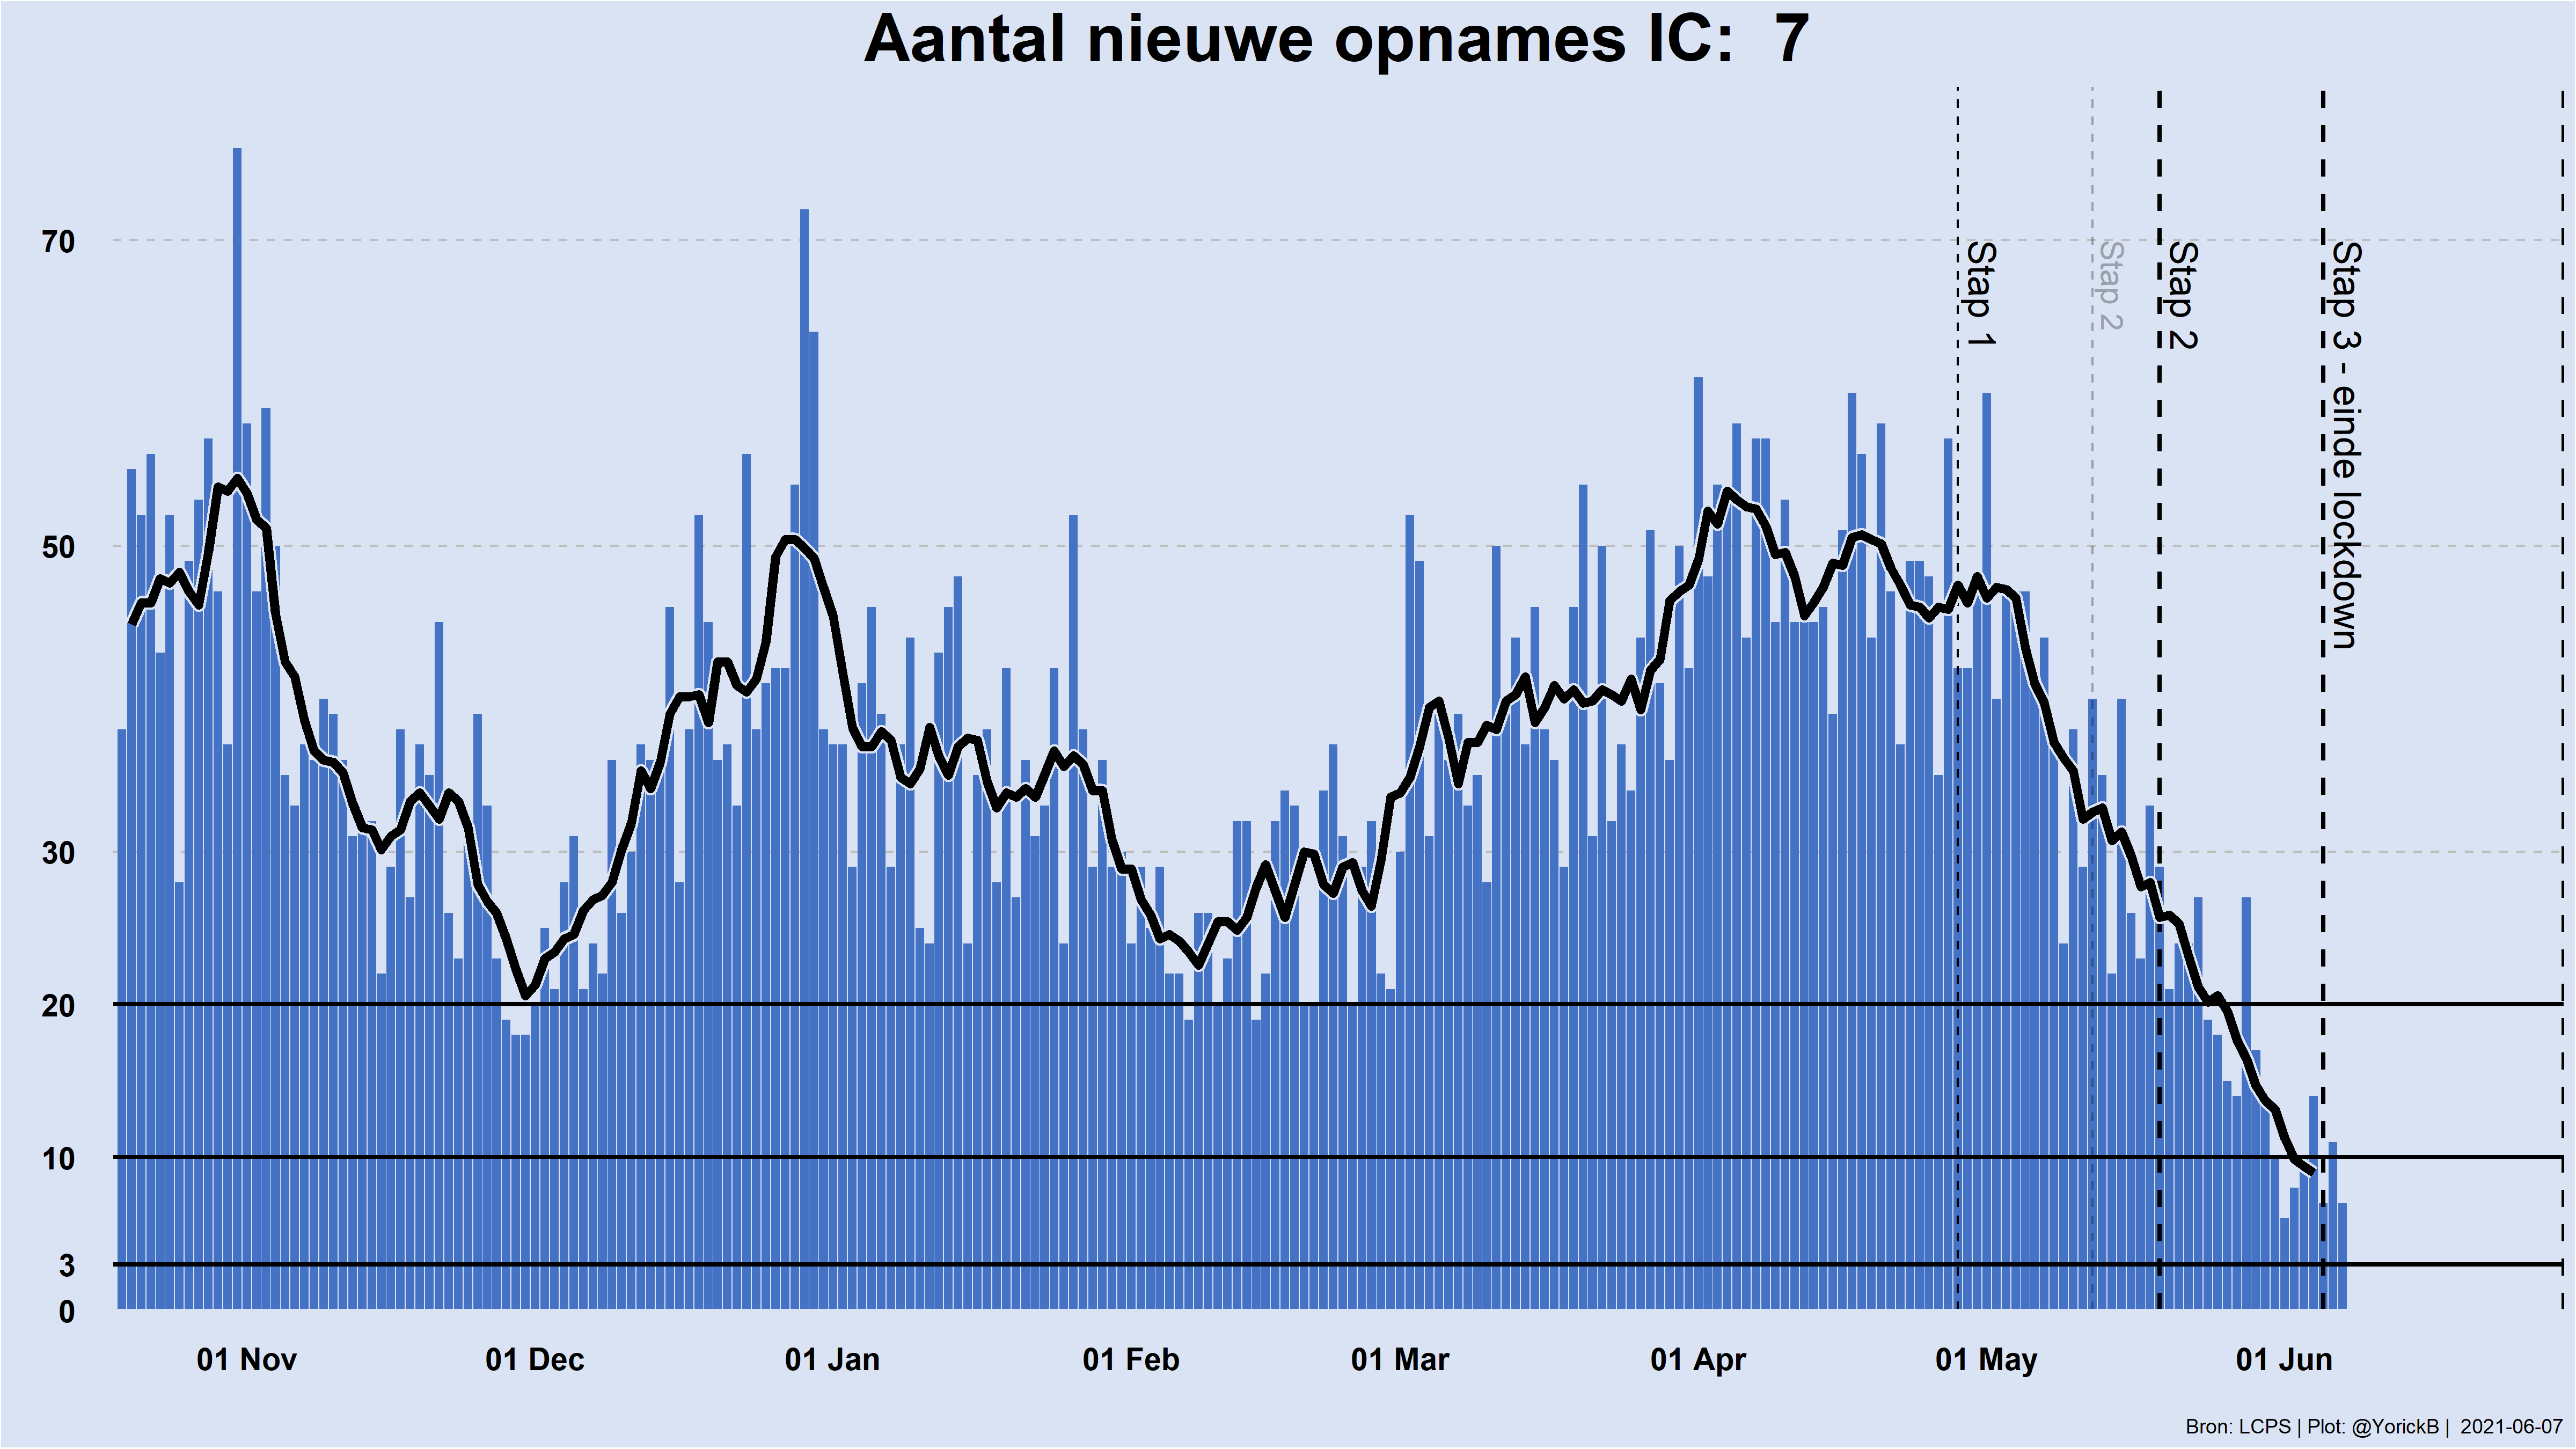 Aantal nieuwe opnames IC:  7
70
50
30
20
10
3
0
Stap 1
Stap 2
Stap 2
Stap 3 - einde lockdown
01 Nov
01 Dec
01 Jan
01 Feb
01 Mar
01 Apr
01 May
01 Jun
Bron: LCPS | Plot: @YorickB |  2021-06-07